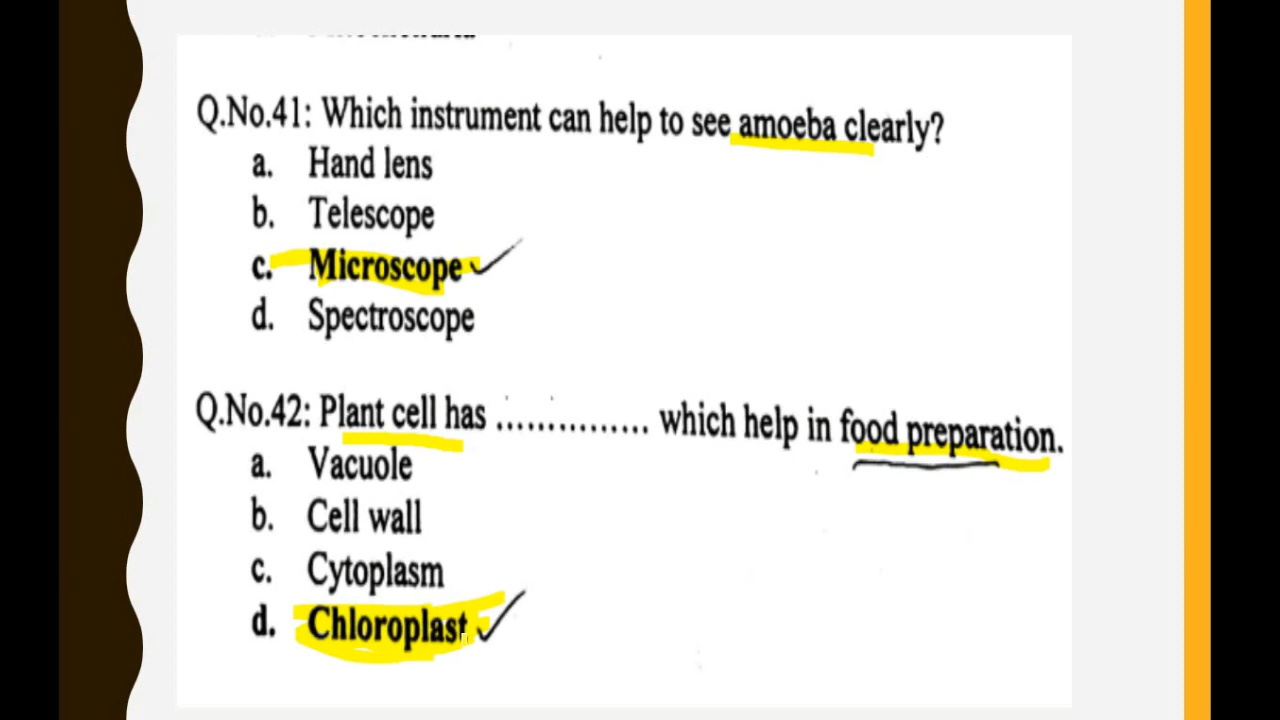 Q.No.41: Which instrument can help to see amoeba clearly?
a. Hand lens
b. Telescope
c. Microscope
d. Spectroscope
Q.No.42: Plant cell has ............... which help in food preparation.
a. Vacuole
b. Cell wall
c. Cytoplasm
d. Chloroplast